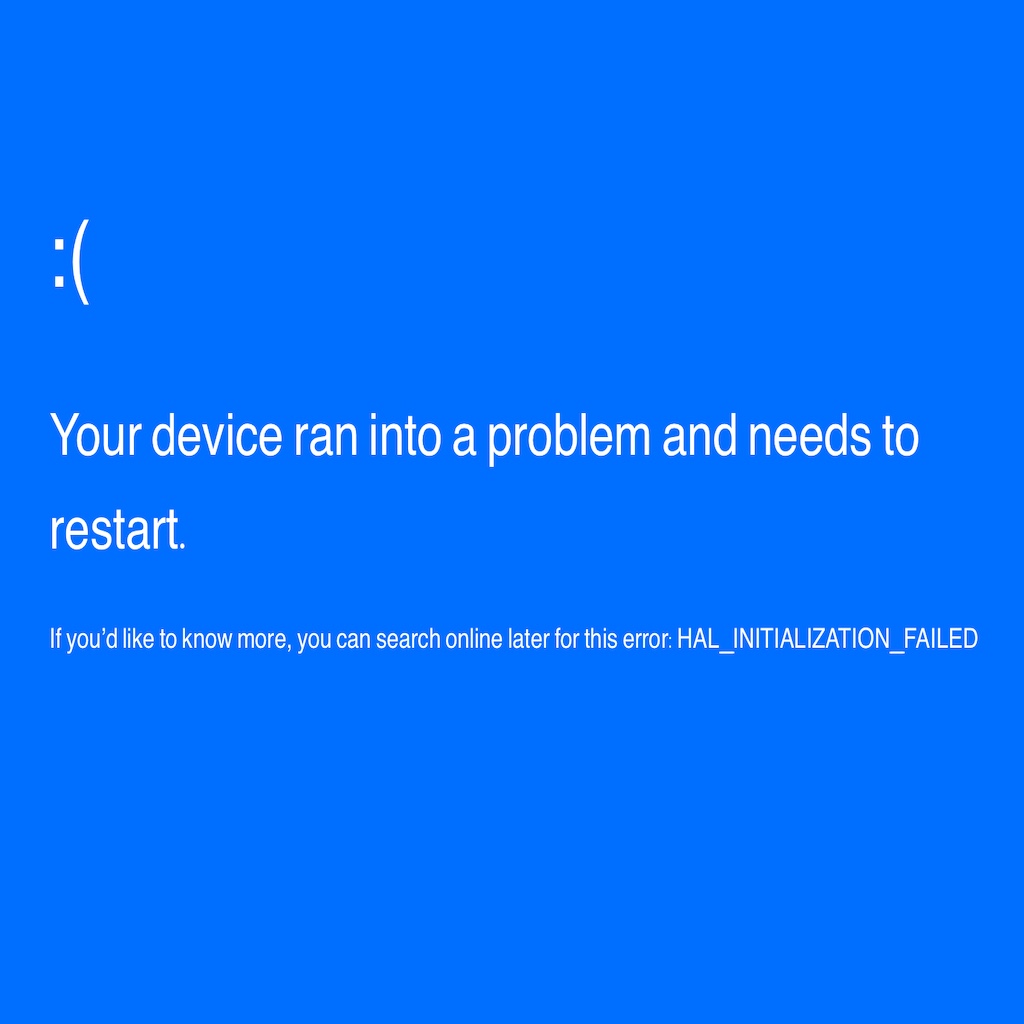 :(
Your device ran into a problem and needs to
restart.
If you’d like to know more, you can search online later for this error: HAL_INITIALIZATION_FAILED